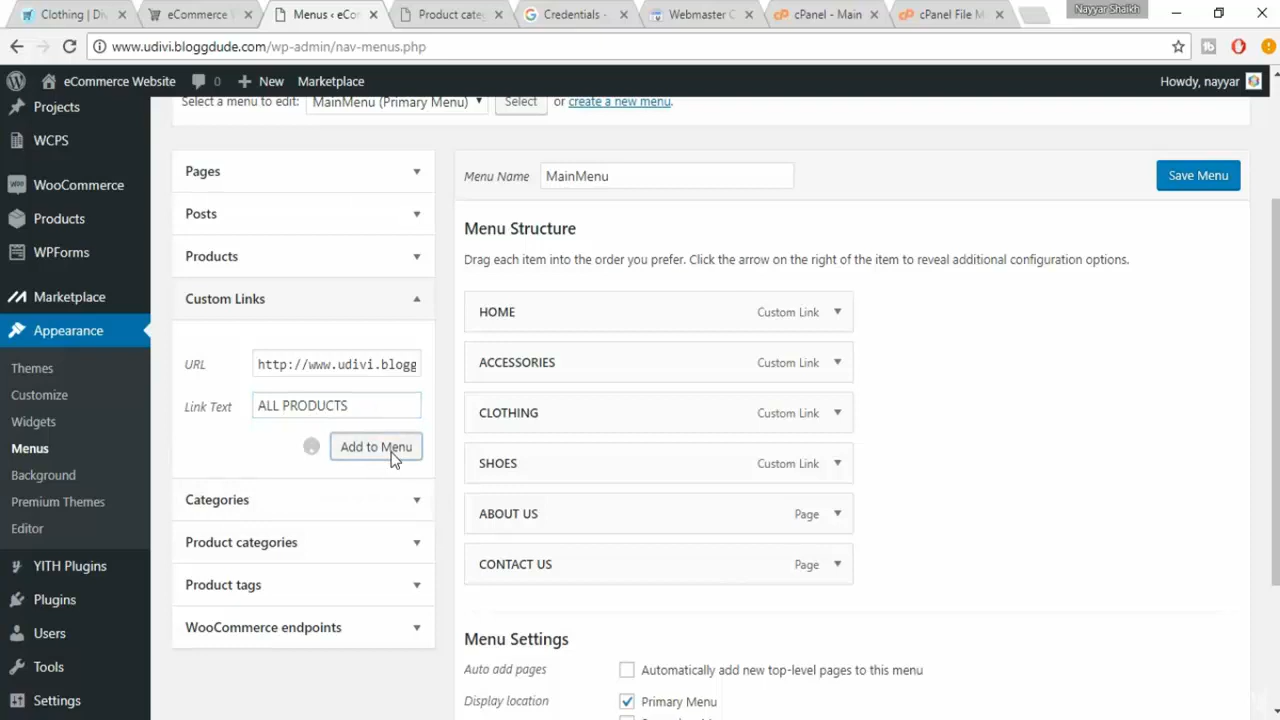 Clothing | Div
eCommerce
Menus ‹ eCor
Product categ
Credentials -
Webmaster C
cPanel - Main
cPanel File M
Nayyar Shaikh
www.udivi.bloggdude.com/wp-admin/nav-menus.php
eCommerce Website
0
New
Marketplace
Howdy, nayyar
Projects
WCPS
WooCommerce
Products
WPForms
Marketplace
Appearance
Themes
Customize
Widgets
Menus
Background
Premium Themes
Editor
YITH Plugins
Plugins
Users
Tools
Settings
Select a menu to edit: MainMenu (Primary Menu) Select or create a new menu.
Pages
Posts
Products
Custom Links
URL http://www.udivi.blogg
Link Text ALL PRODUCTS
Add to Menu
Categories
Product categories
Product tags
WooCommerce endpoints
Menu Name MainMenu
Save Menu
Menu Structure
Drag each item into the order you prefer. Click the arrow on the right of the item to reveal additional configuration options.
HOME Custom Link
ACCESSORIES Custom Link
CLOTHING Custom Link
SHOES Custom Link
ABOUT US Page
CONTACT US Page
Menu Settings
Auto add pages Automatically add new top-level pages to this menu
Display location Primary Menu